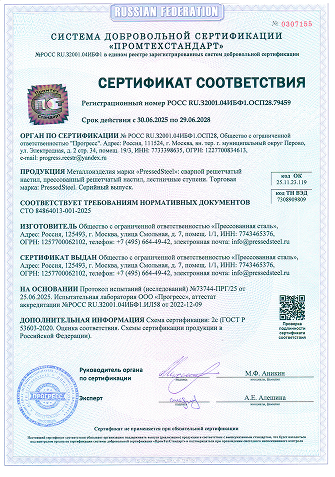 RUSSIAN FEDERATION
№ 0307155
СИСТЕМА ДОБРОВОЛЬНОЙ СЕРТИФИКАЦИИ
«ПРОМТЕХСТАНДАРТ»
№РОСС RU.32001.04ИБФ1 в едином реестре зарегистрированных систем добровольной сертификации
СЕРТИФИКАТ СООТВЕТСТВИЯ
Регистрационный номер РОСС RU.32001.04ИБФ1.ОСП28.79459
Срок действия с 30.06.2025 по 29.06.2028
ОРГАН ПО СЕРТИФИКАЦИИ № RU.32001.04ИБФ1.ОСП28, Общество с ограниченной
ответственностью "Прогресс". Адрес: Россия, 111524, г. Москва, вн. тер. г. муниципальный округ Перово,
ул. Электродная, д. 2 стр. 34, помещ. 19/3, ИНН: 7733398635, ОГРН: 1227700814613,
e-mail: progress.reestr@yandex.ru
ПРОДУКЦИЯ Металлоизделия марки «PressedSteel»: сварной решетчатый
настил, прессованный решетчатый настил, лестничные ступени. Торговая
марка: PressedSteel. Серийный выпуск.
код ОК
25.11.23.119
код ТН ВЭД
7308909809
СООТВЕТСТВУЕТ ТРЕБОВАНИЯМ НОРМАТИВНЫХ ДОКУМЕНТОВ
СТО 84864013-001-2025
ИЗГОТОВИТЕЛЬ Общество с ограниченной ответственностью «Прессованная сталь»,
Адрес: Россия, 125493, г. Москва, улица Смольная, д. 7, помещ. 1/1, ИНН: 7743465376,
ОГРН: 1257700062102, телефон: +7 (495) 664-49-42, электронная почта: info@PressedSteel.ru
СЕРТИФИКАТ ВЫДАН Общество с ограниченной ответственностью «Прессованная сталь»,
Адрес: Россия, 125493, г. Москва, улица Смольная, д. 7, помещ. 1/1, ИНН: 7743465376,
ОГРН: 1257700062102, телефон: +7 (495) 664-49-42, электронная почта: info@PressedSteel.ru
НА ОСНОВАНИИ Протокол испытаний (исследований) №73744-ПРГ/25 от
25.06.2025. Испытательная лаборатория ООО «Прогресс», аттестат
аккредитации №РОСС RU.32001.04ИБФ1.ИЛ58 от 2022-12-09
ДОПОЛНИТЕЛЬНАЯ ИНФОРМАЦИЯ Схема сертификации: 2с (ГОСТ Р
53603-2020. Оценка соответствия. Схемы сертификации продукции в
Российской Федерации).
Проверка
подлинности
сертификата
соответствия
Руководитель органа
по сертификации
М.Ф. Аникин
Эксперт
А.Е. Алешина
ПРОГРЕСС
Сертификат не применяется при обязательной сертификации